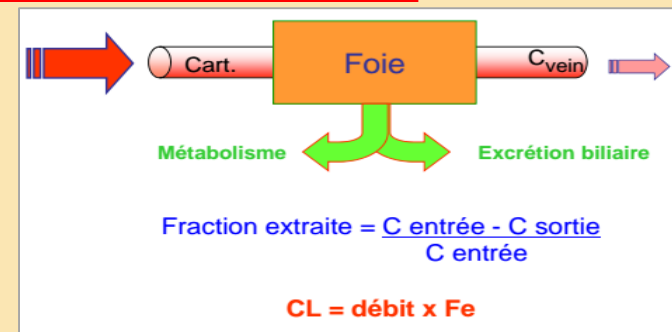 Cart.
Foie
Cvein
Métabolisme
Excrétion biliaire
Fraction extraite = C entrée - C sortie
C entrée
CL = débit x Fe